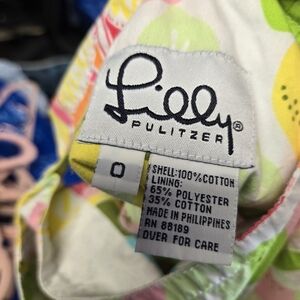 Lilly®
PULITZER
0
SHELL:100%COTTON
LINING:
65% POLYESTER
35% COTTON
MADE IN PHILIPPINES
RN 88189
OVER FOR CARE